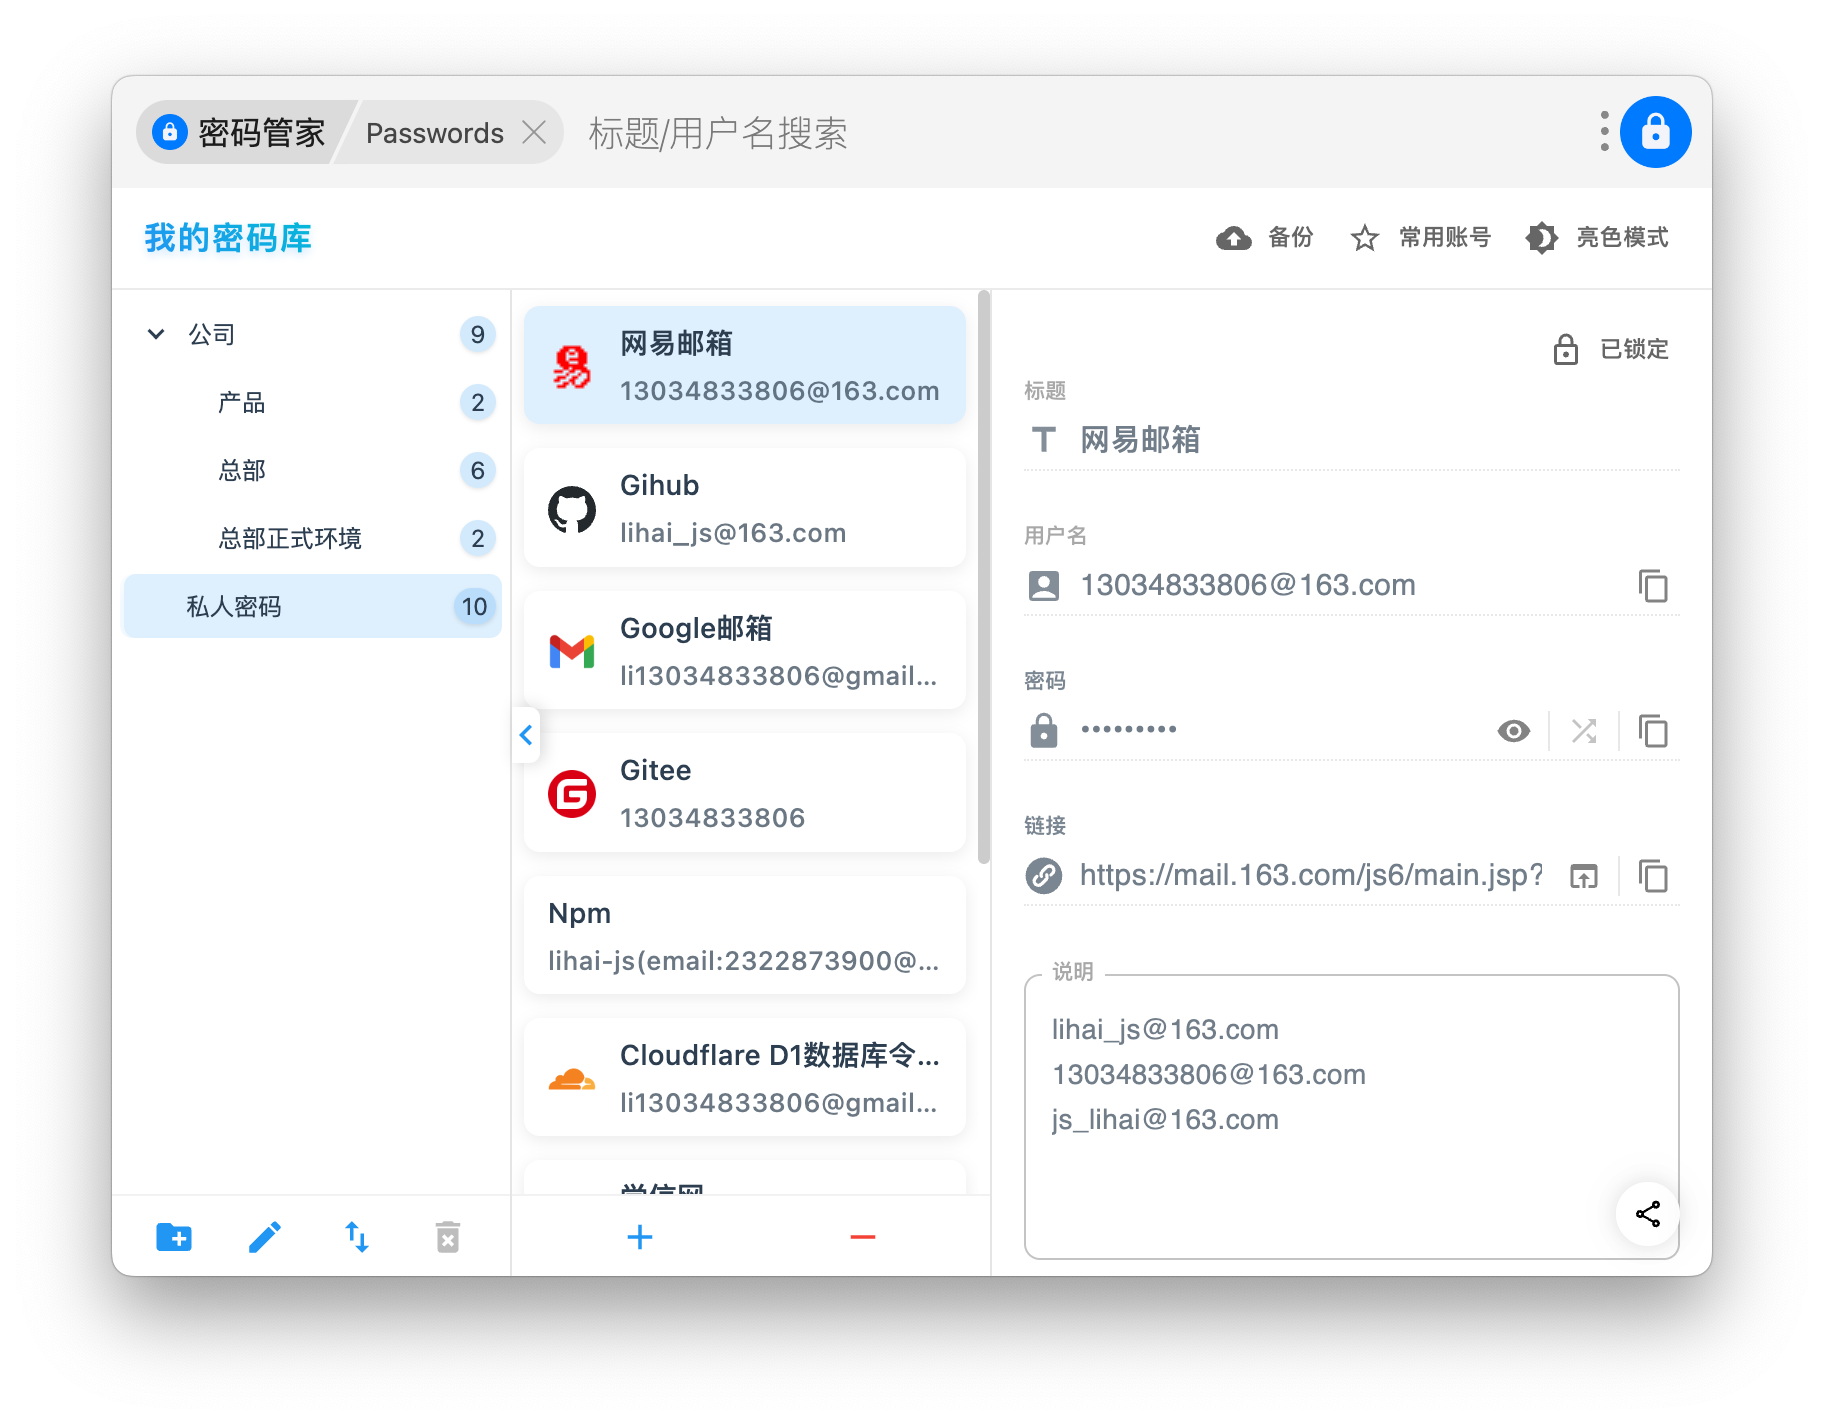 密码管家
Passwords
标题/用户名搜索
我的密码库
备份
常用账号
亮色模式
公司
9
产品
2
总部
6
总部正式环境
2
私人密码
10
网易邮箱
13034833806@163.com
Gihub
lihai_js@163.com
Google邮箱
li13034833806@gmail...
Gitee
13034833806
Npm
lihai-js(email:2322873900@...
Cloudflare D1数据库令...
li13034833806@gmail...
学信网
已锁定
标题
网易邮箱
用户名
13034833806@163.com
密码
•••••••••
链接
https://mail.163.com/js6/main.jsp?
说明
lihai_js@163.com
13034833806@163.com
js_lihai@163.com